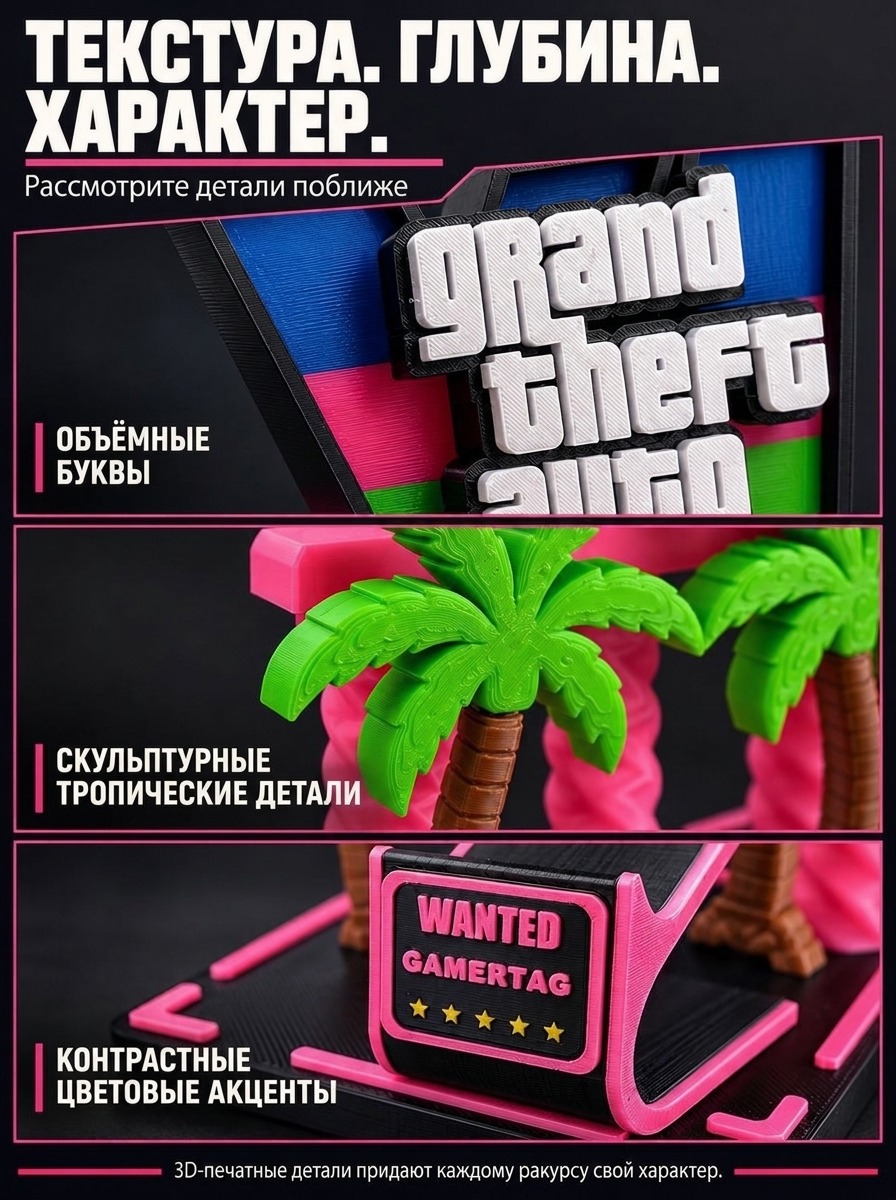 ТЕКСТУРА. ГЛУБИНА.
ХАРАКТЕР.
Рассмотрите детали поближе
grand
theft
auto
ОБЪЁМНЫЕ
БУКВЫ
СКУЛЬПТУРНЫЕ
ТРОПИЧЕСКИЕ ДЕТАЛИ
WANTED
GAMERTAG
КОНТРАСТНЫЕ
ЦВЕТОВЫЕ АКЦЕНТЫ
3D-печатные детали придают каждому ракурсу свой характер.